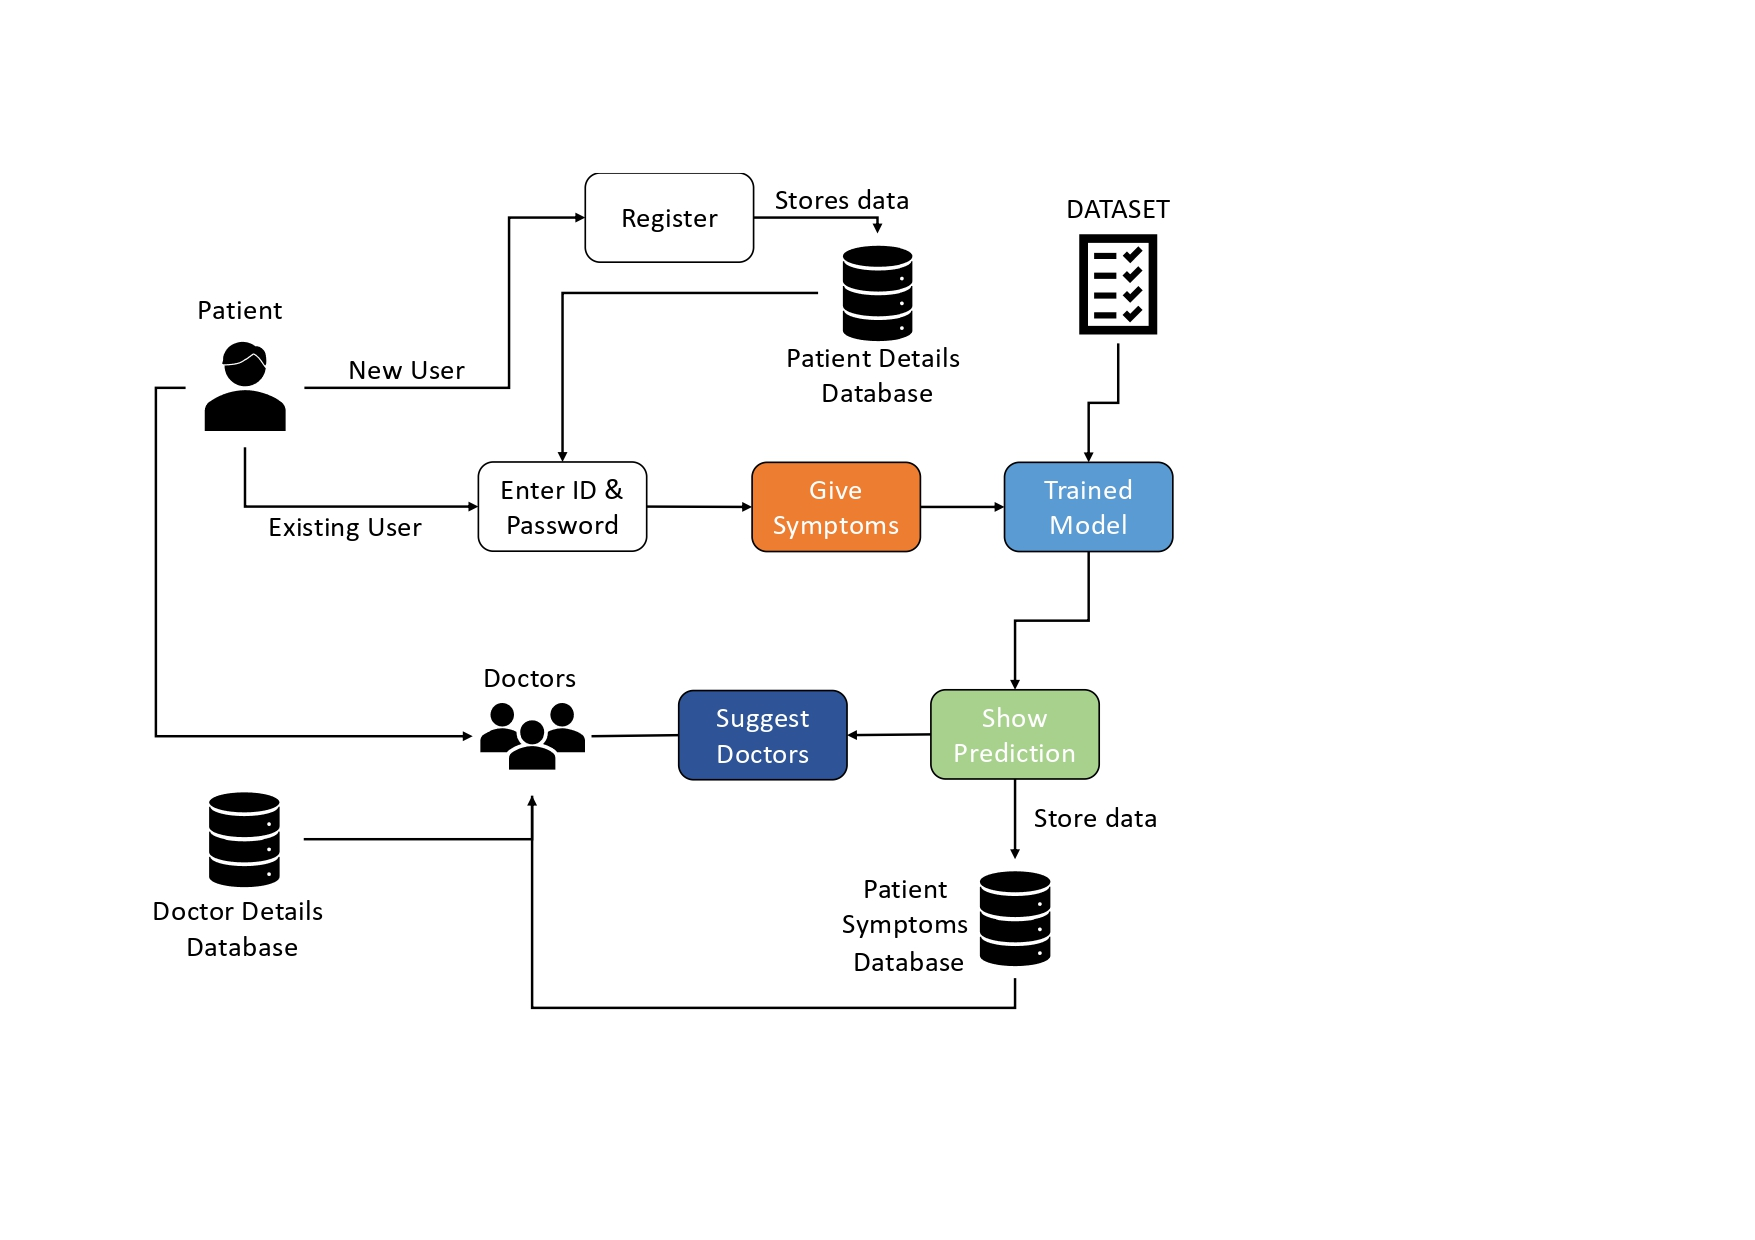 Register
Stores data
DATASET
Patient
New User
Patient Details
Database
Enter ID &
Password
Existing User
Give
Symptoms
Trained
Model
Doctors
Suggest
Doctors
Show
Prediction
Store data
Doctor Details
Database
Patient
Symptoms
Database